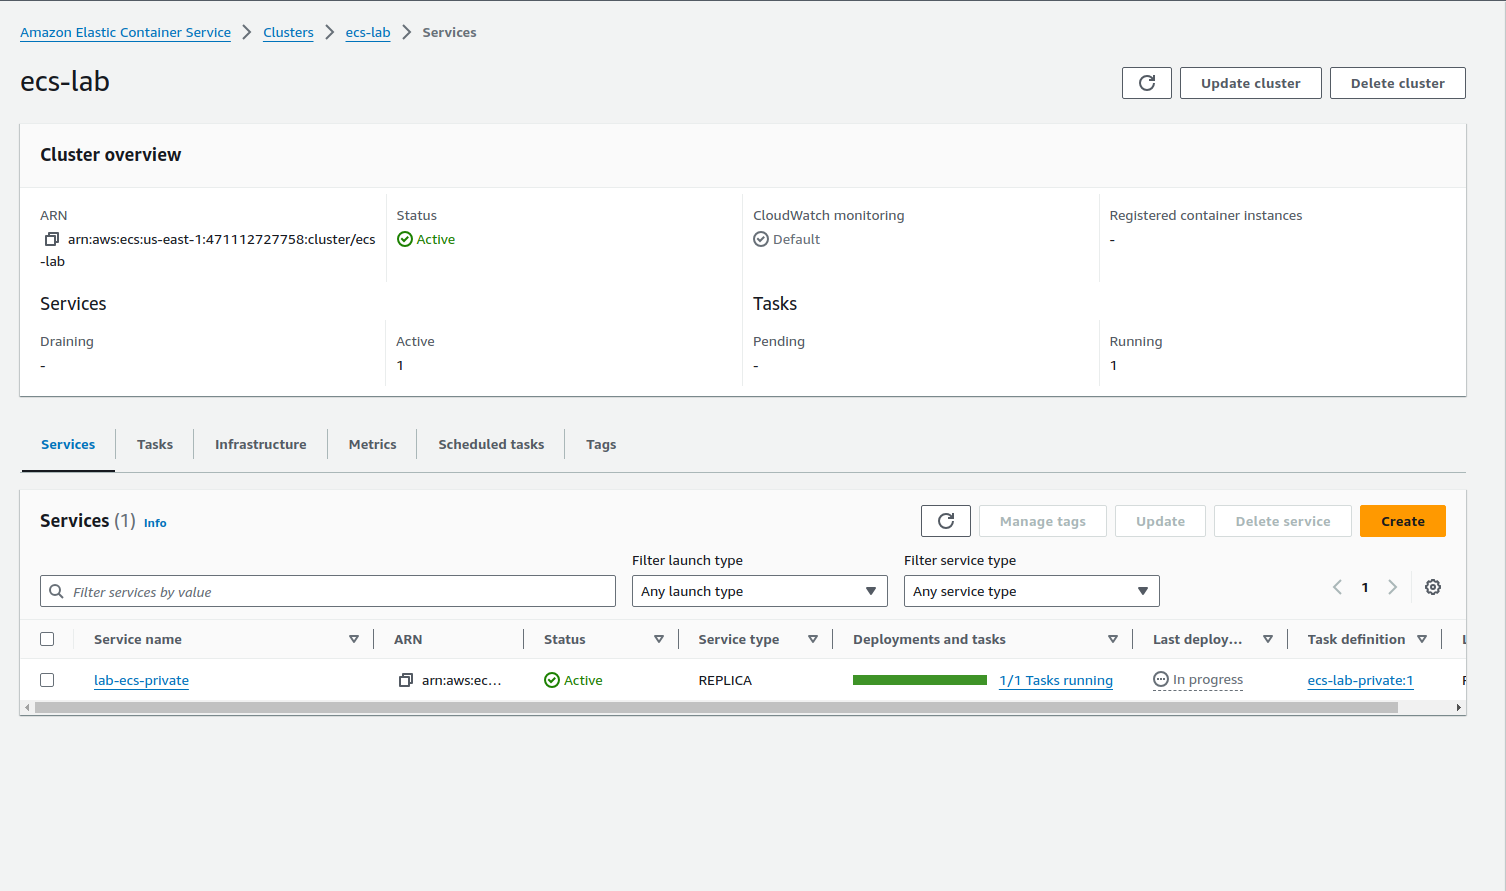 Amazon Elastic Container Service > Clusters > ecs-lab > Services
ecs-lab
Update cluster
Delete cluster
Cluster overview
ARN
arn:aws:ecs:us-east-1:471112727758:cluster/ecs
-lab
Status
Active
CloudWatch monitoring
Default
Registered container instances
-
Services
Tasks
Draining
-
Active
1
Pending
-
Running
1
Services Tasks Infrastructure Metrics Scheduled tasks Tags
Services (1) Info
Manage tags
Update
Delete service
Create
Filter launch type
Filter service type
Filter services by value
Any launch type
Any service type
1
Service name ARN Status Service type Deployments and tasks Last deploy... Task definition
lab-ecs-private arn:aws:ec... Active REPLICA 1/1 Tasks running In progress ecs-lab-private:1